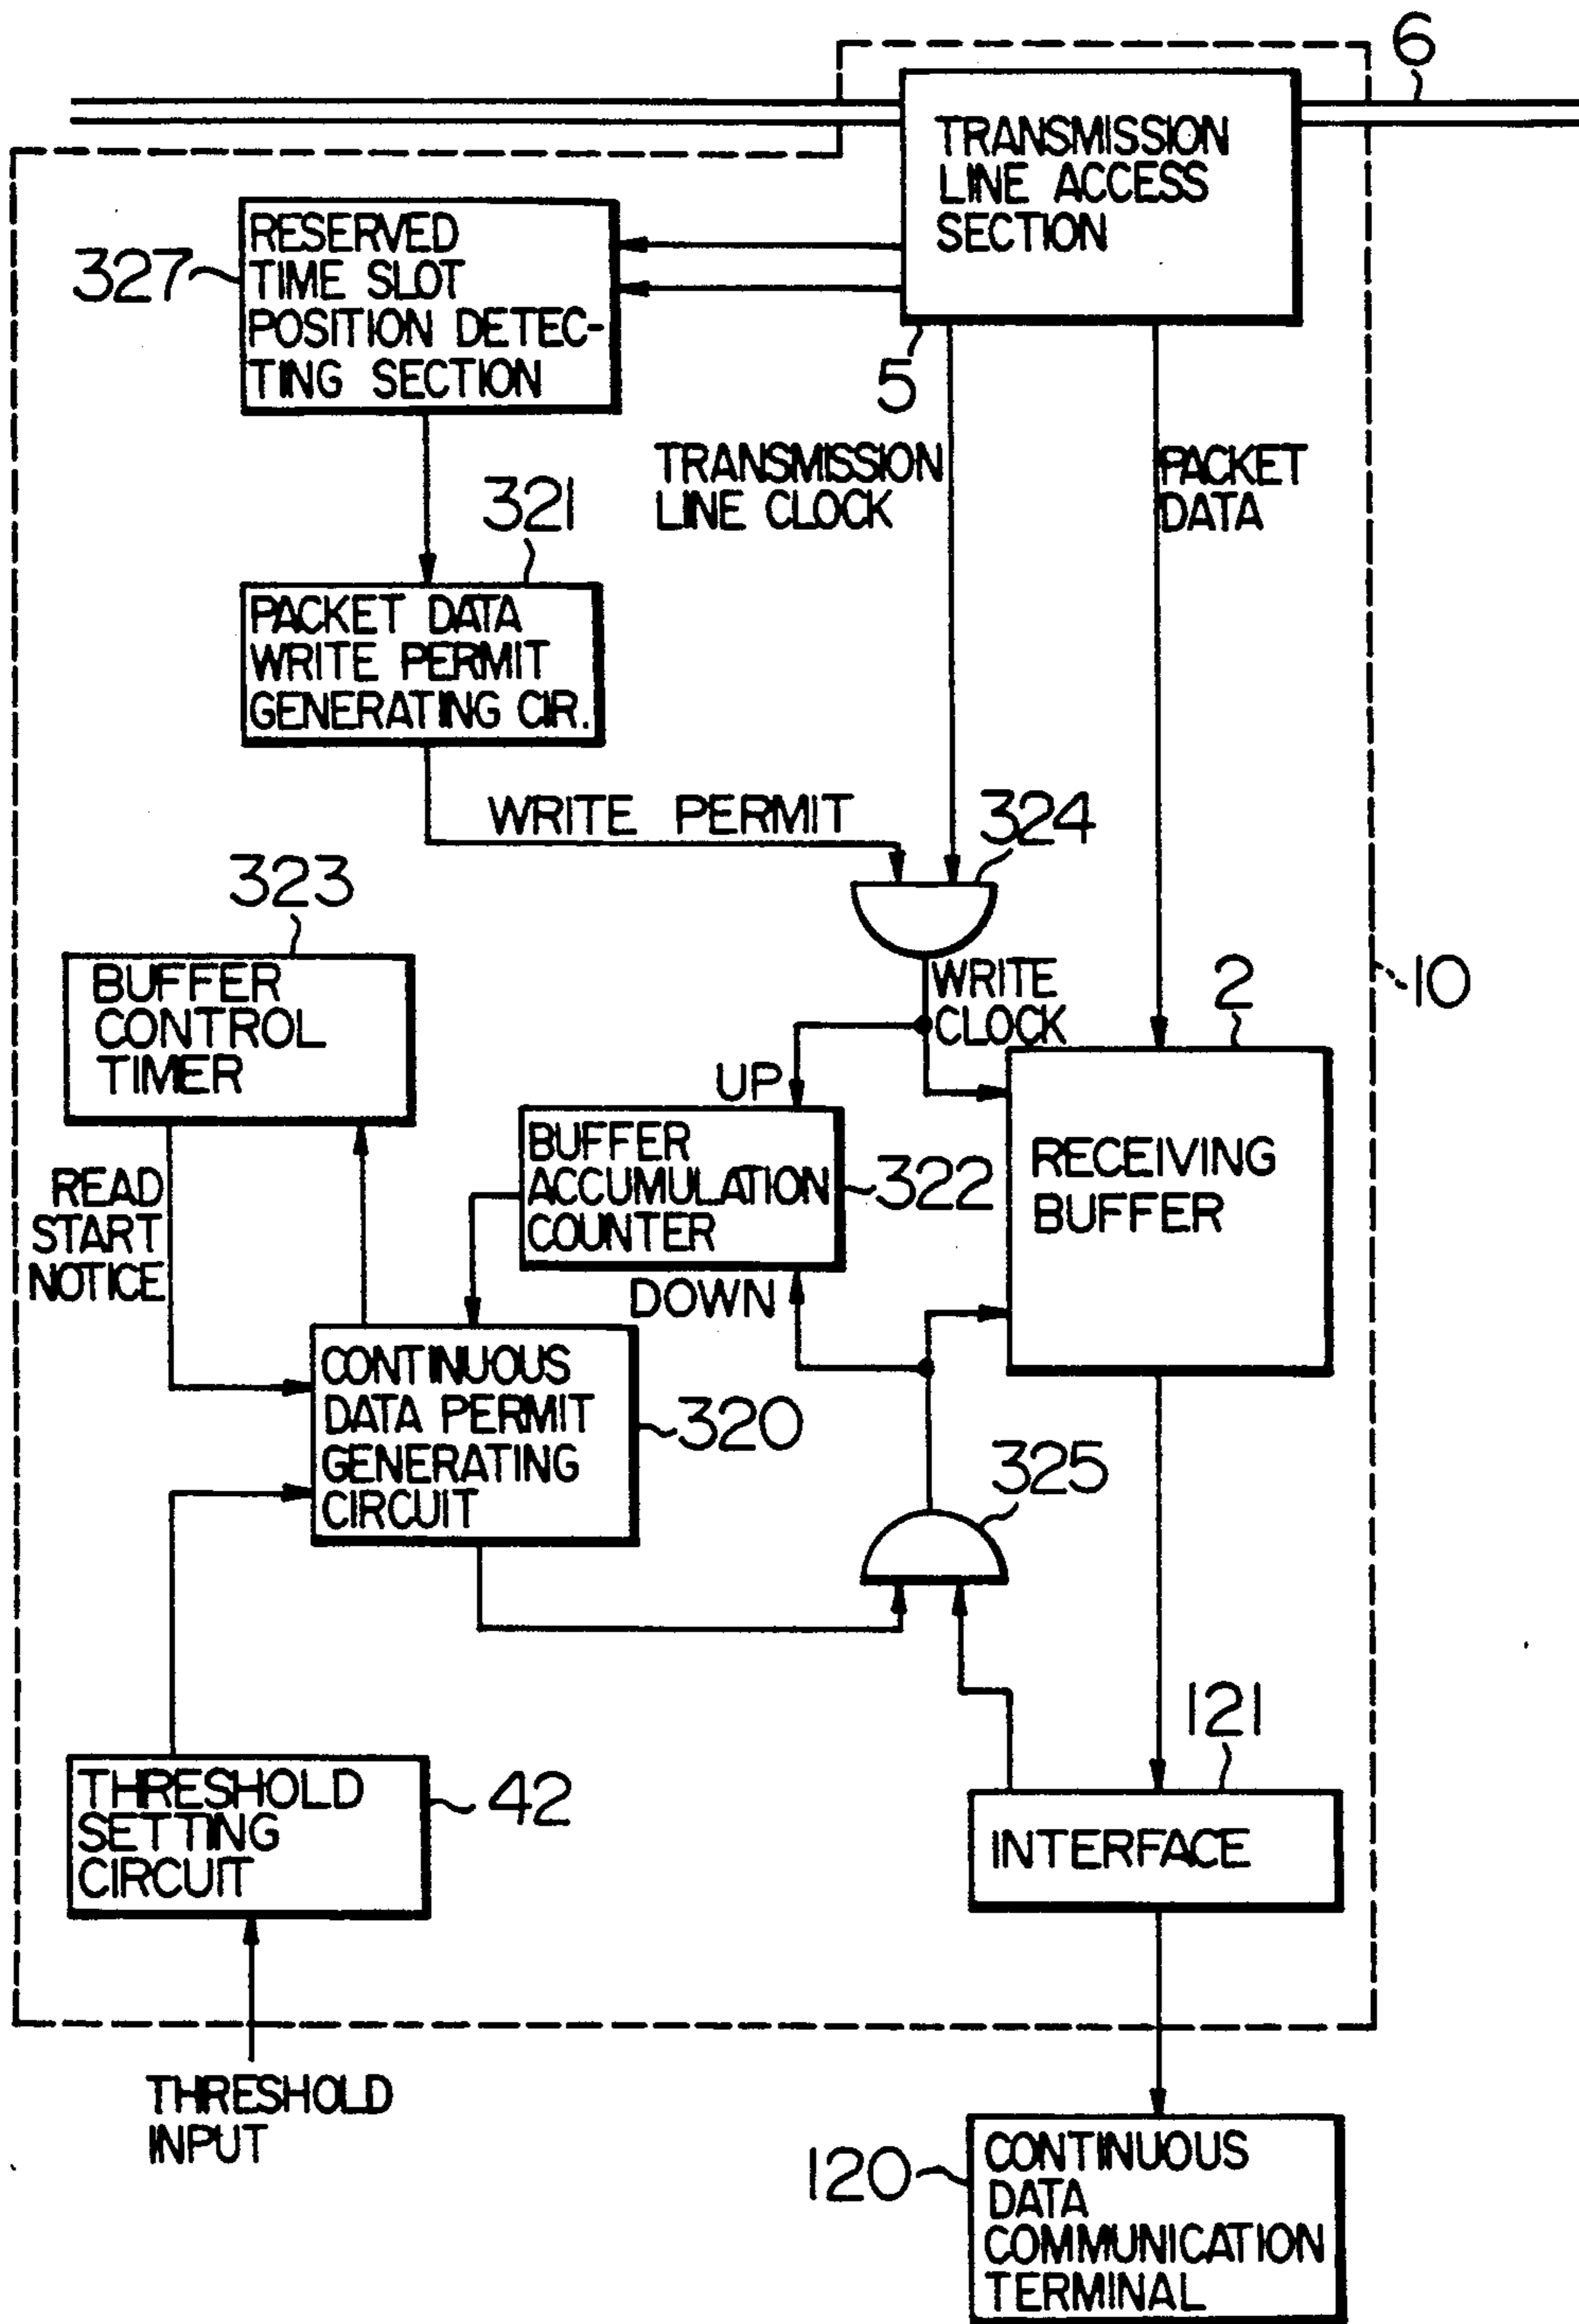 6
TRANSMISSION
LINE ACCESS
SECTION
RESERVED
TIME SLOT
POSITION DETEC-
TING SECTION
327
5
TRANSMISSION
LINE CLOCK
PACKET
DATA
321
PACKET DATA
WRITE PERMIT
GENERATING CIR.
WRITE PERMIT
324
323
BUFFER
CONTROL
TIMER
WRITE
CLOCK
2
10
UP
BUFFER
ACCUMULATION
COUNTER
322
RECEIVING
BUFFER
READ
START
NOTICE
DOWN
CONTINUOUS
DATA PERMIT
GENERATING
CIRCUIT
320
325
121
THRESHOLD
SETTING
CIRCUIT
42
INTERFACE
THRESHOLD
INPUT
120
CONTINUOUS
DATA
COMMUNICATION
TERMINAL